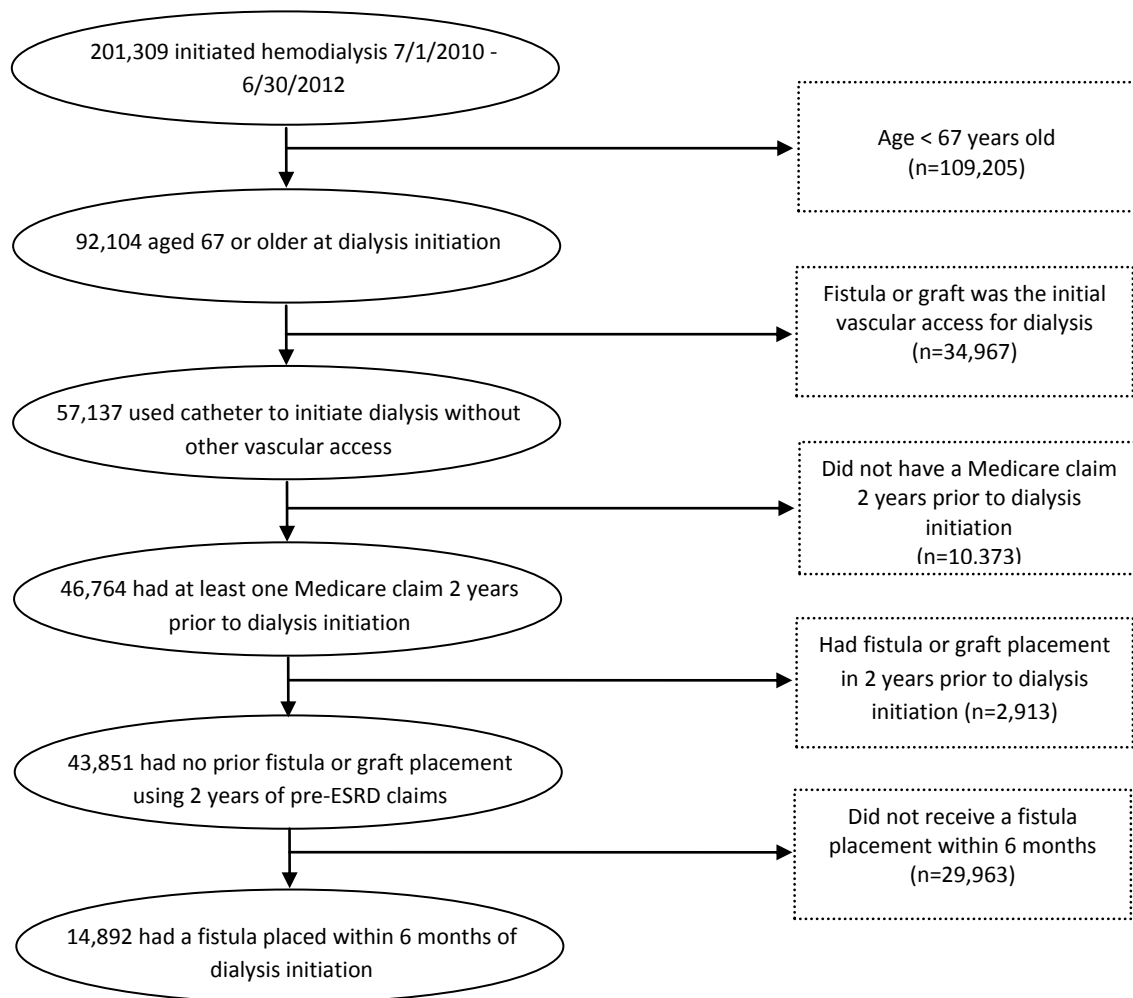 201,309 initiated hemodialysis 7/1/2010 -
6/30/2012
Age < 67 years old
(n=109,205)
92,104 aged 67 or older at dialysis initiation
Fistula or graft was the initial
vascular access for dialysis
(n=34,967)
57,137 used catheter to initiate dialysis without
other vascular access
Did not have a Medicare claim
2 years prior to dialysis
initiation
(n=10.373)
46,764 had at least one Medicare claim 2 years
prior to dialysis initiation
Had fistula or graft placement
in 2 years prior to dialysis
initiation (n=2,913)
43,851 had no prior fistula or graft placement
using 2 years of pre-ESRD claims
Did not receive a fistula
placement within 6 months
(n=29,963)
14,892 had a fistula placed within 6 months of
dialysis initiation